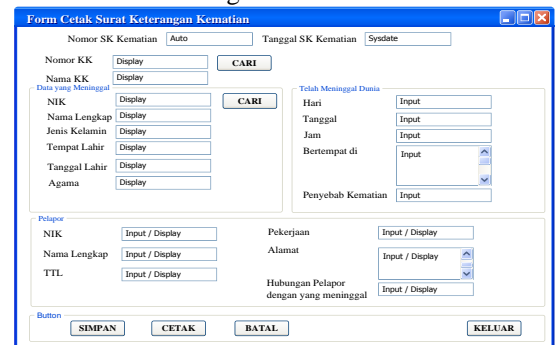 Form Cetak Surat Keterangan Kematian
Nomor SK Kematian Auto Tanggal SK Kematian Sysdate
Nomor KK Display CARI
Nama KK Display
Data yang Meninggal
NIK Display CARI
Nama Lengkap Display
Jenis Kelamin Display
Tempat Lahir Display
Tanggal Lahir Display
Agama Display
Telah Meninggal Dunia
Hari Input
Tanggal Input
Jam Input
Bertempat di Input
Penyebab Kematian Input
Pelapor
NIK Input / Display
Nama Lengkap Input / Display
TTL Input / Display
Pekerjaan Input / Display
Alamat Input / Display
Hubungan Pelapor
dengan yang meninggal Input / Display
Button
SIMPAN CETAK BATAL KELUAR